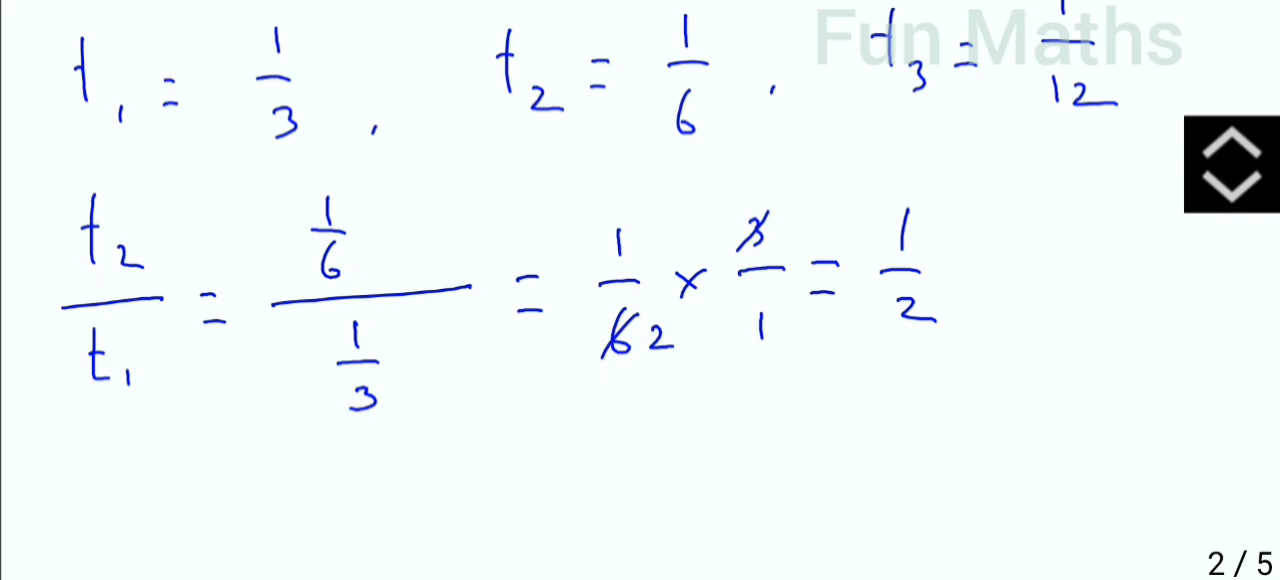 Fun Maths
t₁ = 1/3 , t₂ = 1/6 , t₃ = 1/12
t₂/t₁ = (1/6)/(1/3) = 1/6̸ 2 × 3̸/1 = 1/2
2 / 5